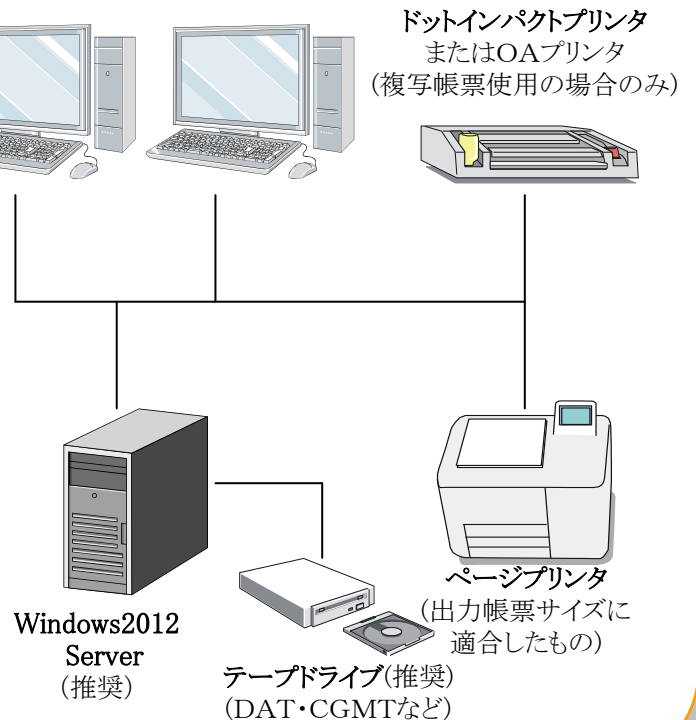 ドットインパクトプリンタ
またはOAプリンタ
(複写帳票使用の場合のみ)
Windows2012
Server
(推奨)
テープドライブ(推奨)
(DAT・CGMTなど)
ページプリンタ
(出力帳票サイズに
適合したもの)